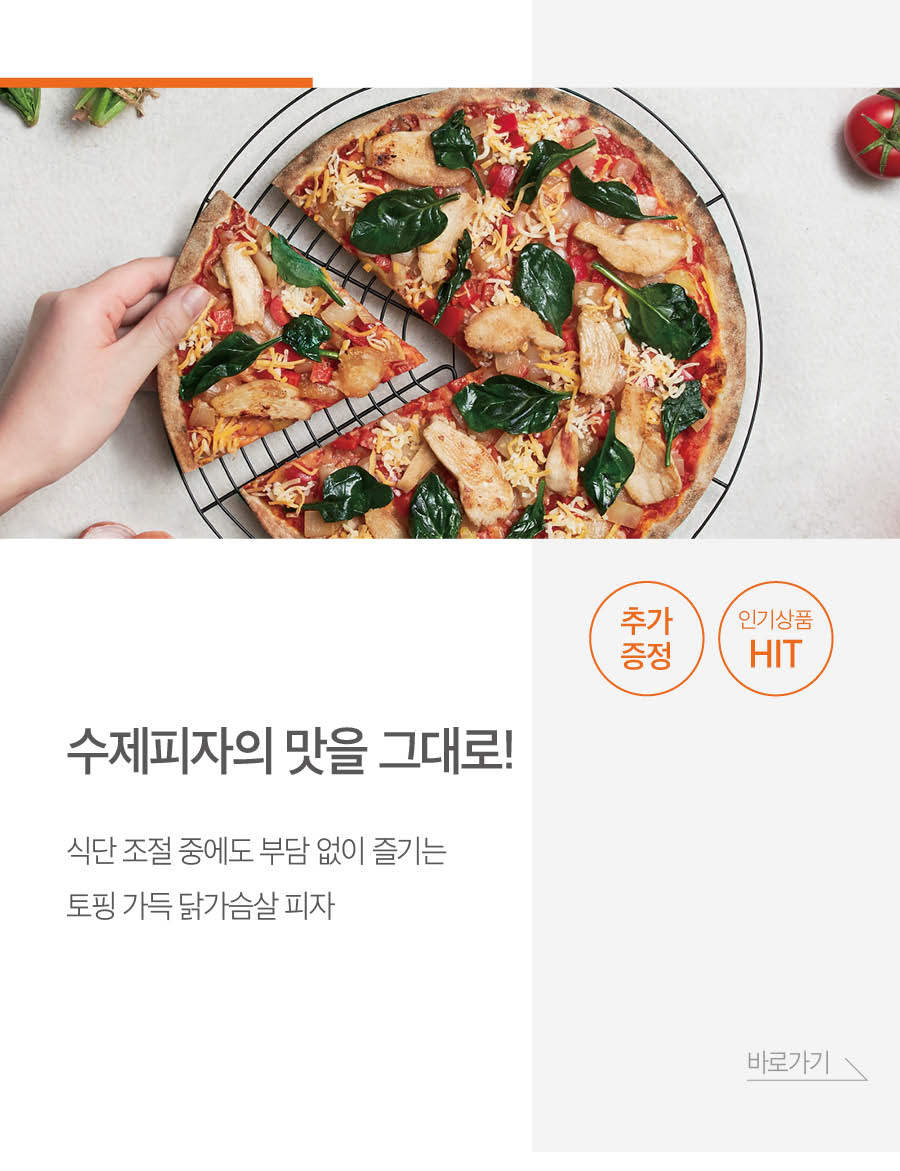 추가
증정
인기상품
HIT
수제피자의 맛을 그대로!
식단 조절 중에도 부담 없이 즐기는
토핑 가득 닭가슴살 피자
바로가기